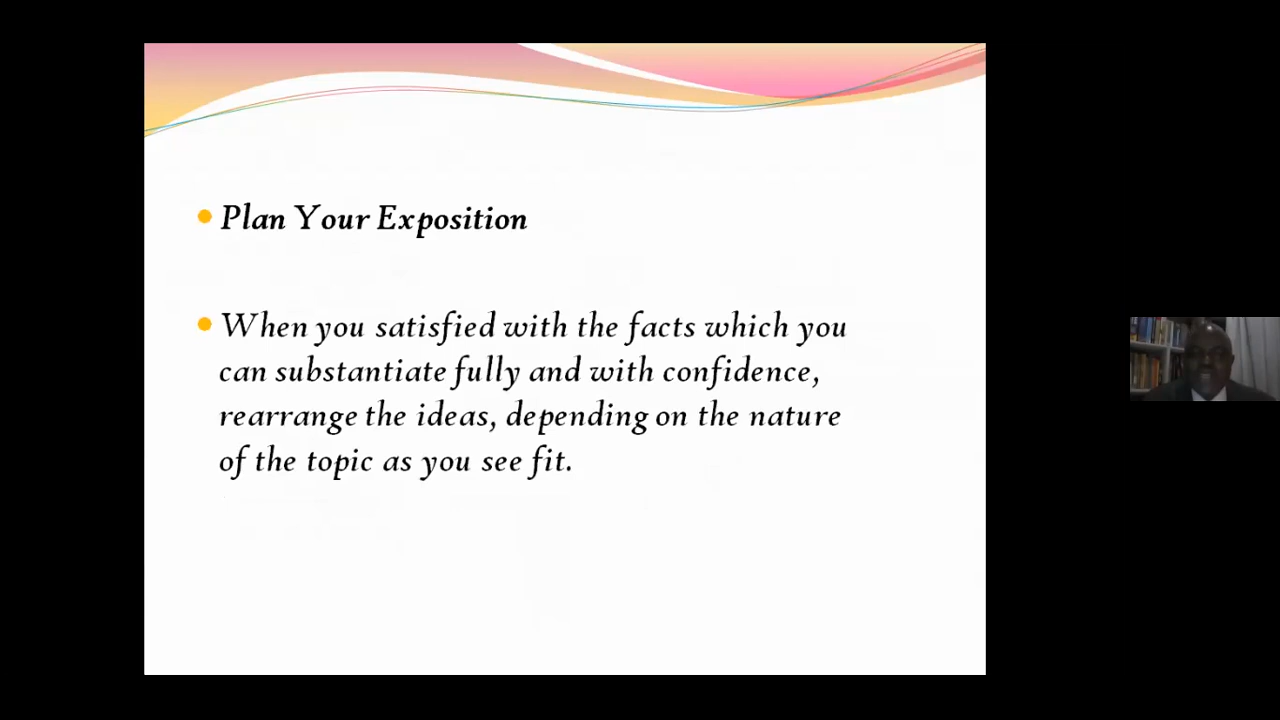 Plan Your Exposition
When you satisfied with the facts which you
can substantiate fully and with confidence,
rearrange the ideas, depending on the nature
of the topic as you see fit.